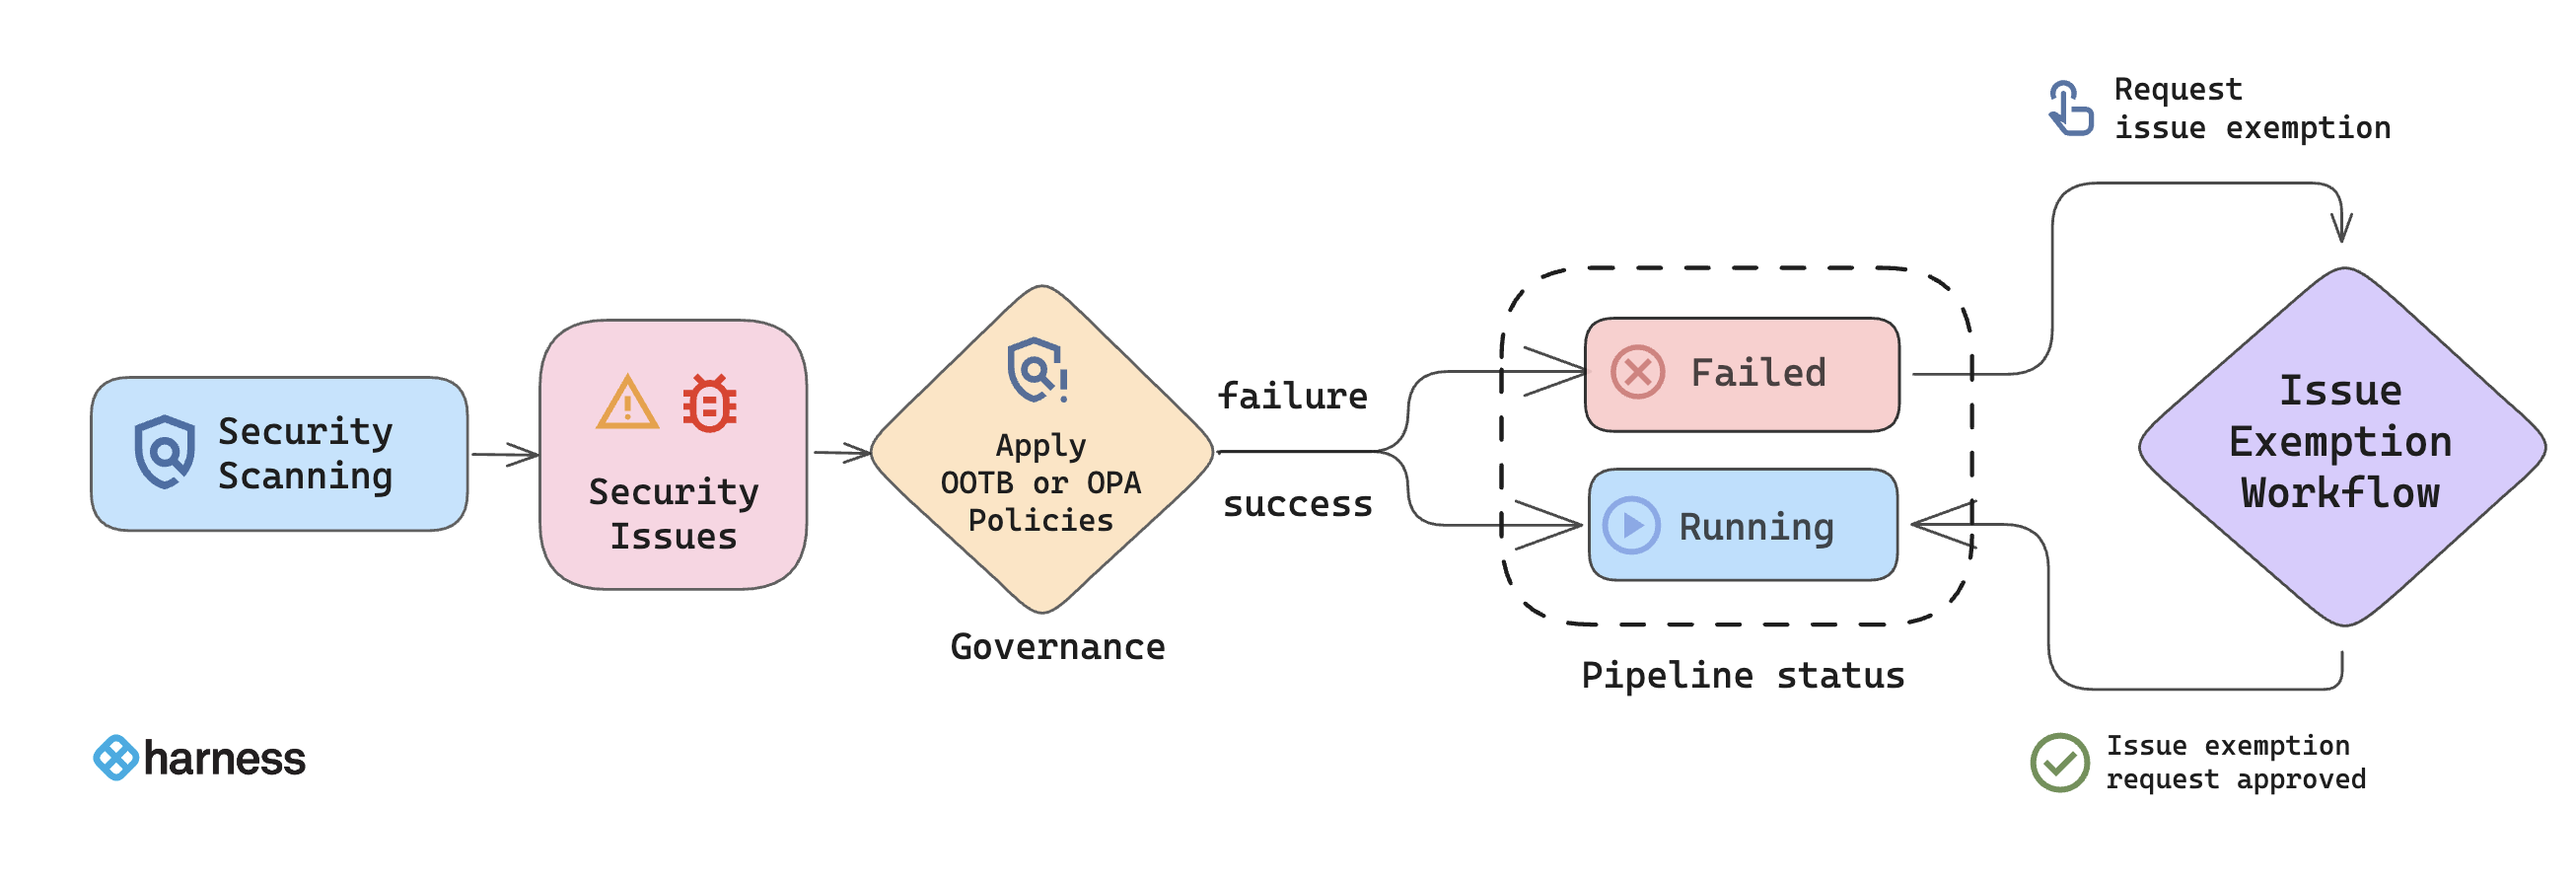 Request
issue exemption
Security
Scanning
Security
Issues
Apply
OOTB or OPA
Policies
Governance
failure
success
Failed
Running
Pipeline status
Issue
Exemption
Workflow
Issue exemption
request approved
harness